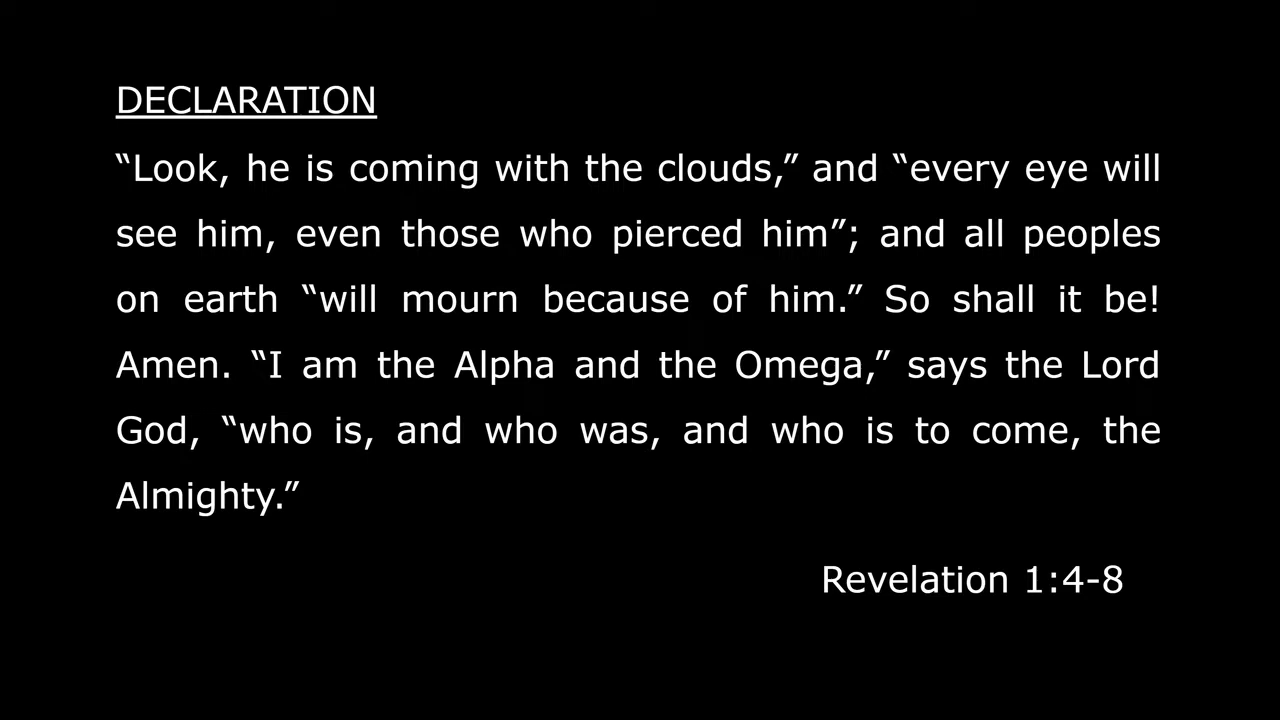 DECLARATION
“Look, he is coming with the clouds,” and “every eye will
see him, even those who pierced him”; and all peoples
on earth “will mourn because of him.” So shall it be!
Amen. “I am the Alpha and the Omega,” says the Lord
God, “who is, and who was, and who is to come, the
Almighty.”
Revelation 1:4-8